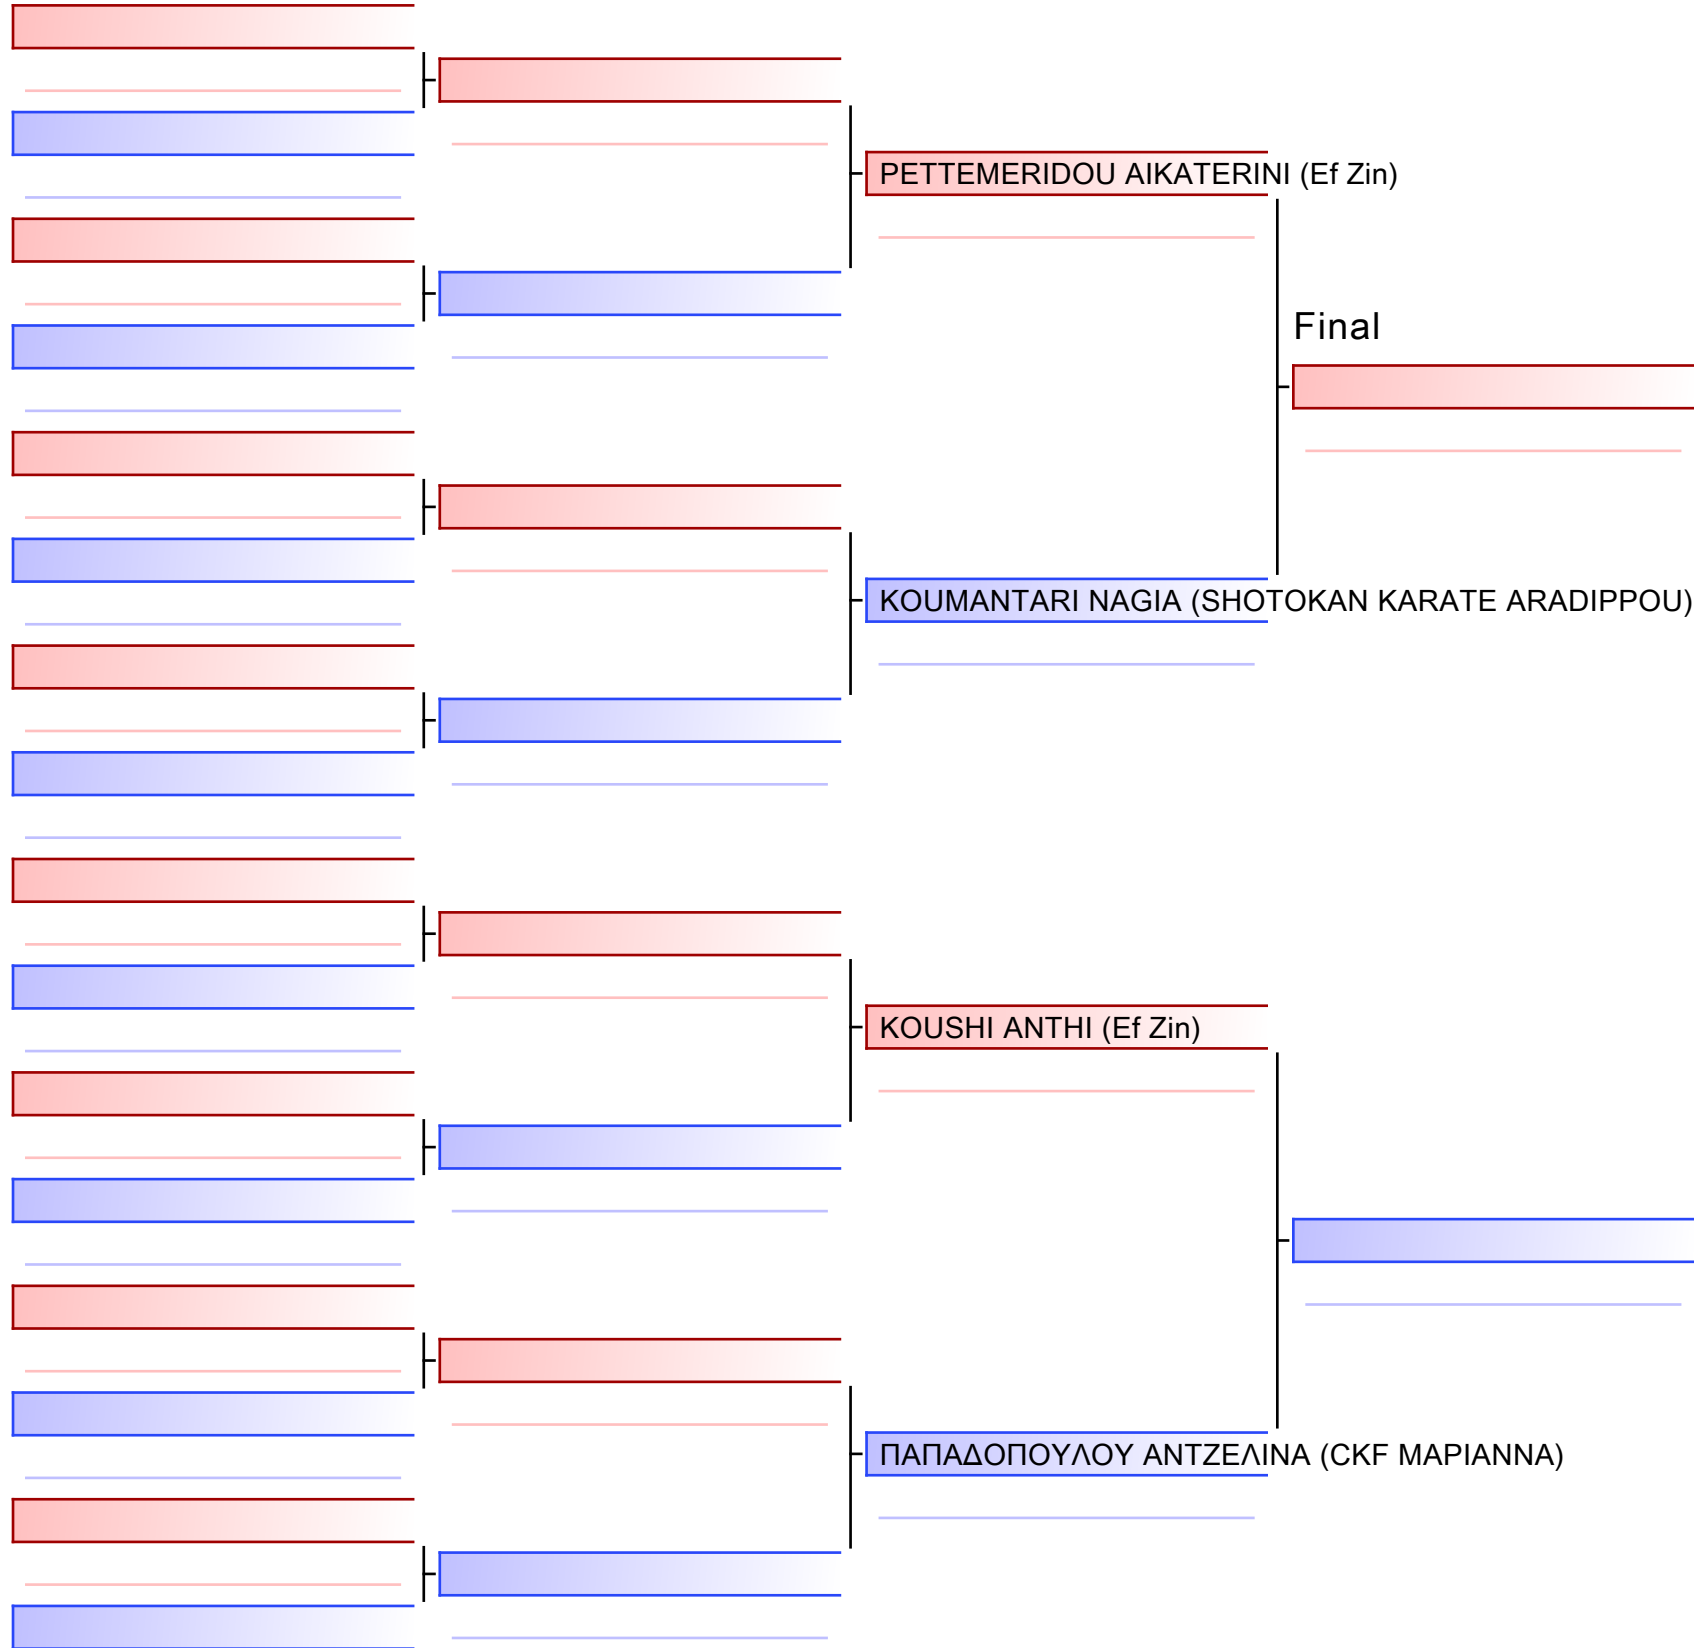 PETTEMERIDOU AIKATERINI (Ef Zin)
Final
KOUMANTARI NAGIA (SHOTOKAN KARATE ARADIPPOU)
KOUSHI ANTHI (Ef Zin)
ΠΑΠΑΔΟΠΟΥΛΟΥ ΑΝΤΖΕΛΙΝΑ (CKF ΜΑΡΙΑΝΝΑ)